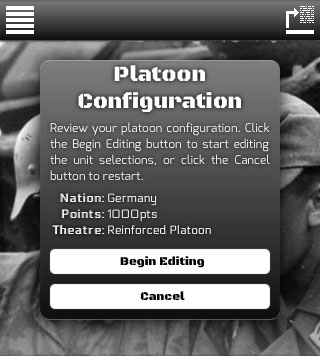 Platoon
Configuration
Review your platoon configuration. Click
the Begin Editing button to start editing
the unit selections, or click the Cancel
button to restart.
Nation: Germany
Points: 1000pts
Theatre: Reinforced Platoon
Begin Editing
Cancel